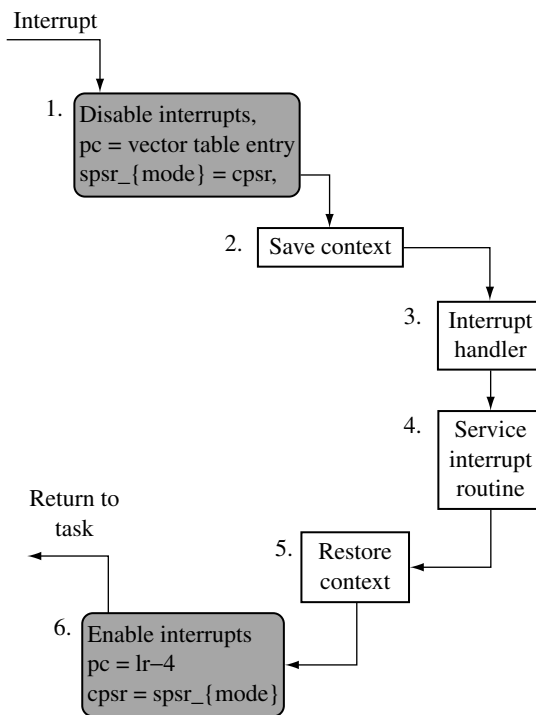 Interrupt
1.
Disable interrupts,
pc = vector table entry
spsr_{mode} = cpsr,
2.
Save context
3.
Interrupt
handler
4.
Service
interrupt
routine
5.
Restore
context
6.
Enable interrupts
pc = lr−4
cpsr = spsr_{mode}
Return to
task